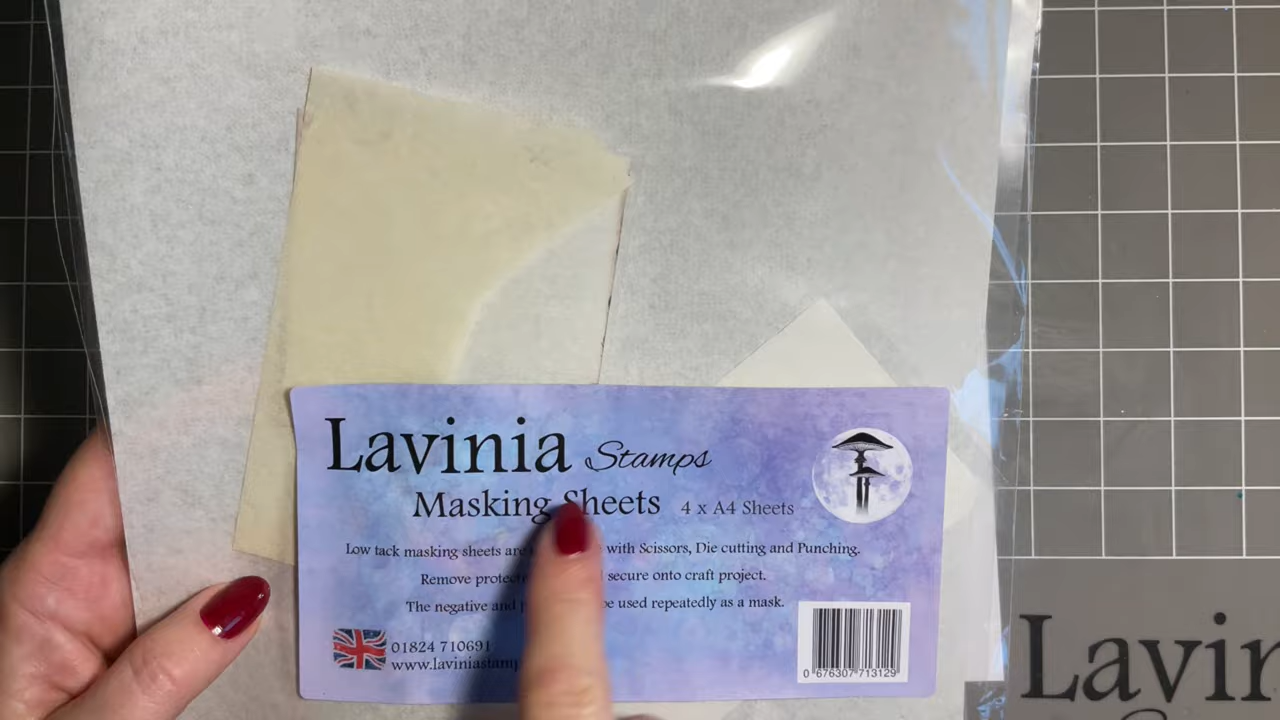 Lavinia Stamps
Masking Sheets 4 x A4 Sheets
Low tack masking sheets are with Scissors, Die cutting and Punching.
Remove secure onto craft project.
The negative and be used repeatedly as a mask.
01824 710691
www.laviniastamp
0 676307 713129
Lavin